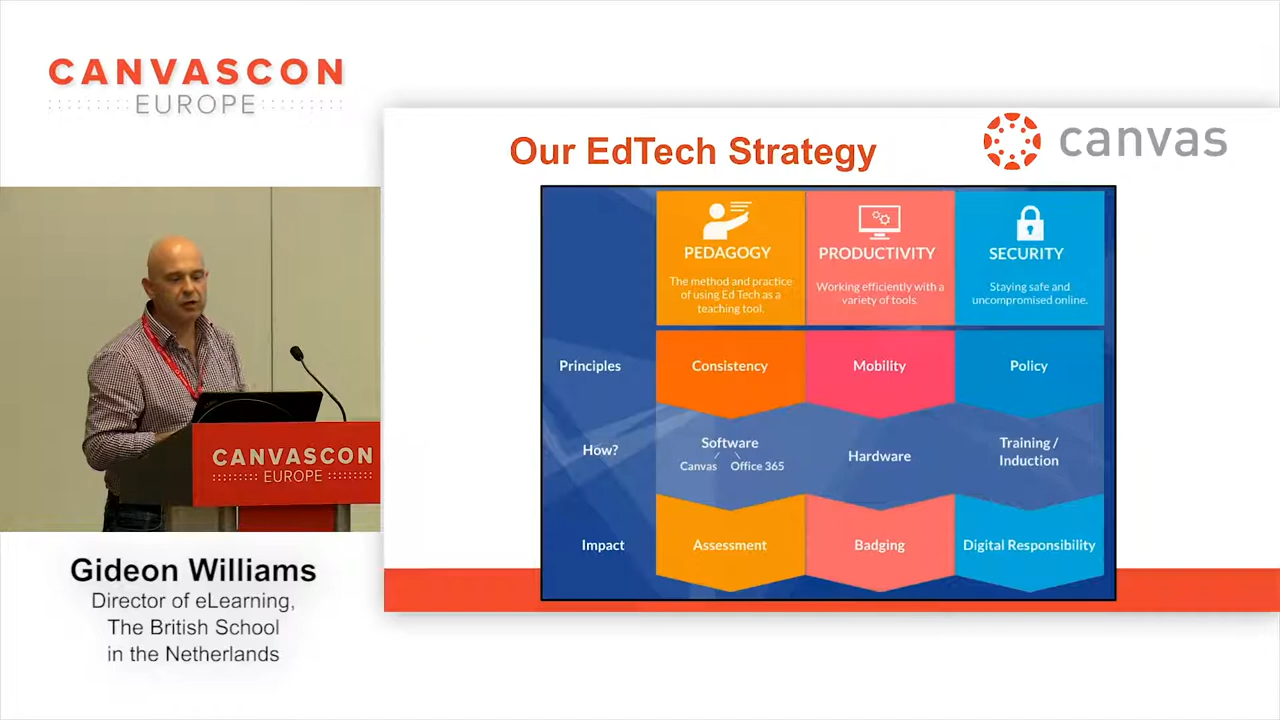 CANVASCON
EUROPE
Our EdTech Strategy
canvas
PEDAGOGY
The method and practice
of using Ed Tech as a
teaching tool.
PRODUCTIVITY
Working efficiently with a
variety of tools.
SECURITY
Staying safe and
uncompromised online.
Principles
Consistency
Mobility
Policy
How?
Software
Canvas Office 365
Hardware
Training /
Induction
Impact
Assessment
Badging
Digital Responsibility
CANVASCON
EUROPE
Gideon Williams
Director of eLearning,
The British School
in the Netherlands